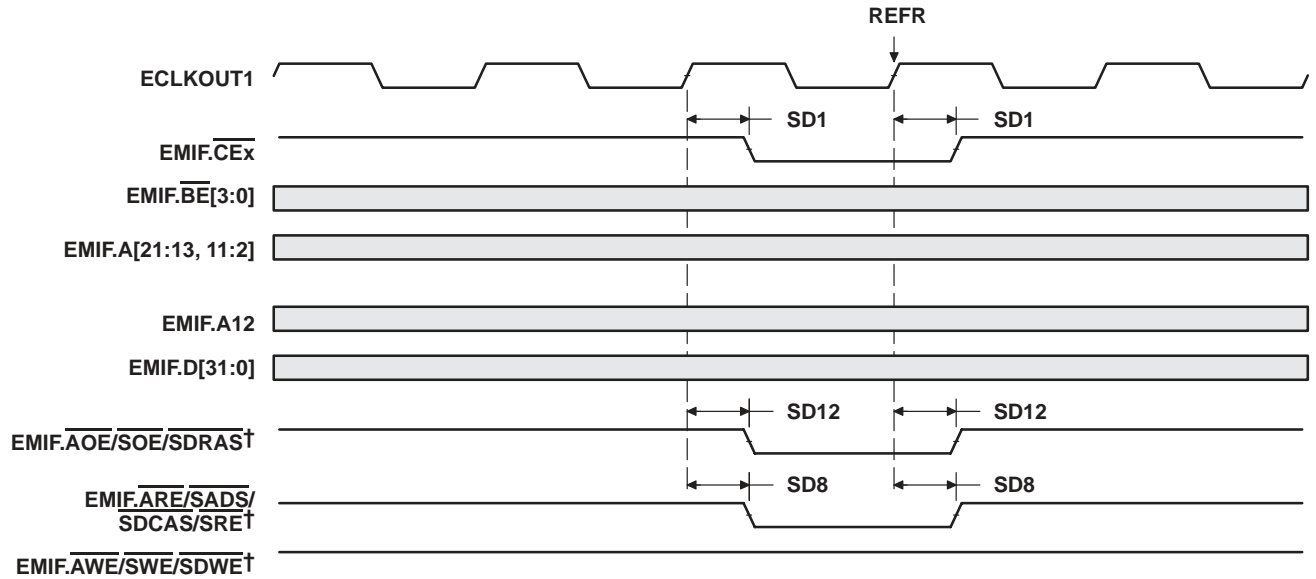 REFR
ECLKOUT1
SD1 SD1
EMIF.CEx
EMIF.BE[3:0]
EMIF.A[21:13, 11:2]
EMIF.A12
EMIF.D[31:0]
SD12 SD12
EMIF.AOE/SOE/SDRAS†
SD8 SD8
EMIF.ARE/SADS/
SDCAS/SRE†
EMIF.AWE/SWE/SDWE†